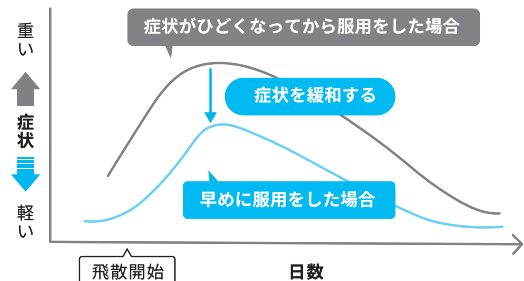 症状がひどくなってから服用をした場合
重い
症状を緩和する
症状
早めに服用をした場合
軽い
飛散開始
日数